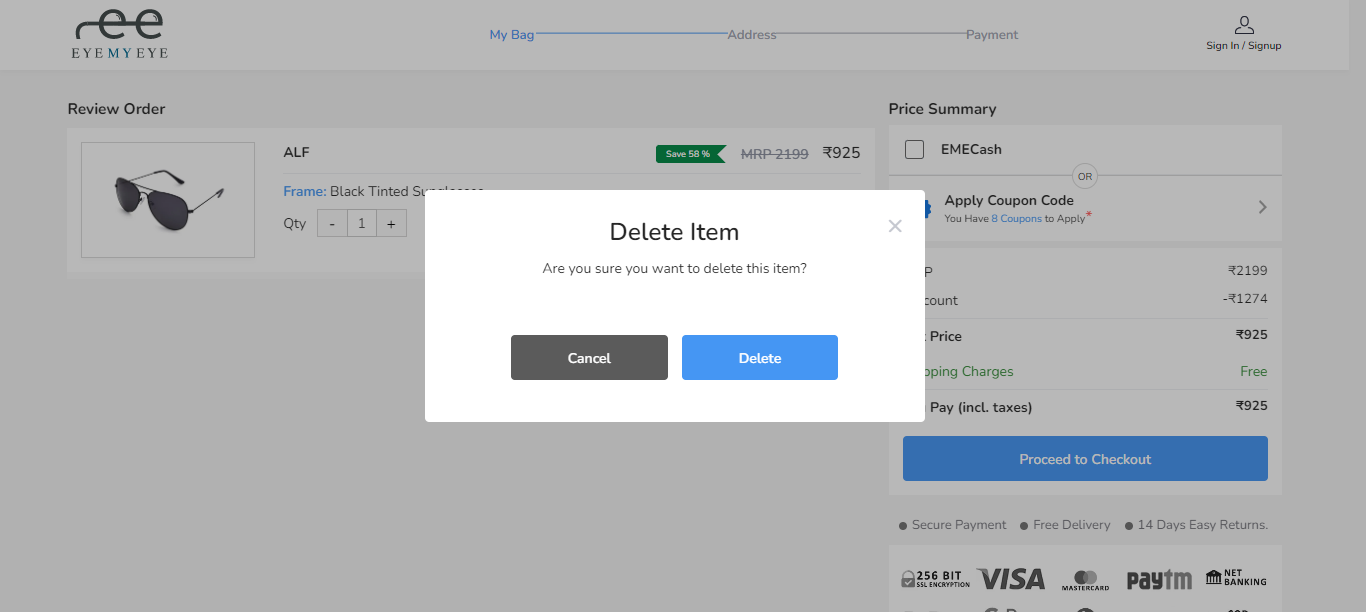 EYEMYEYE
My Bag
Address
Payment
Sign In / Signup
Review Order
Price Summary
ALF
Save 58 %
MRP 2199
₹925
Frame: Black Tinted Sunglasses
Qty
- 1 +
EMECash
OR
Apply Coupon Code
You Have 8 Coupons to Apply*
Delete Item
Are you sure you want to delete this item?
Cancel
Delete
P ₹2199
count -₹1274
Price ₹925
pping Charges Free
Pay (incl. taxes) ₹925
Proceed to Checkout
Secure Payment
Free Delivery
14 Days Easy Returns.
256 BIT
SSL ENCRYPTION
VISA
MASTERCARD
paytm
NET
BANKING